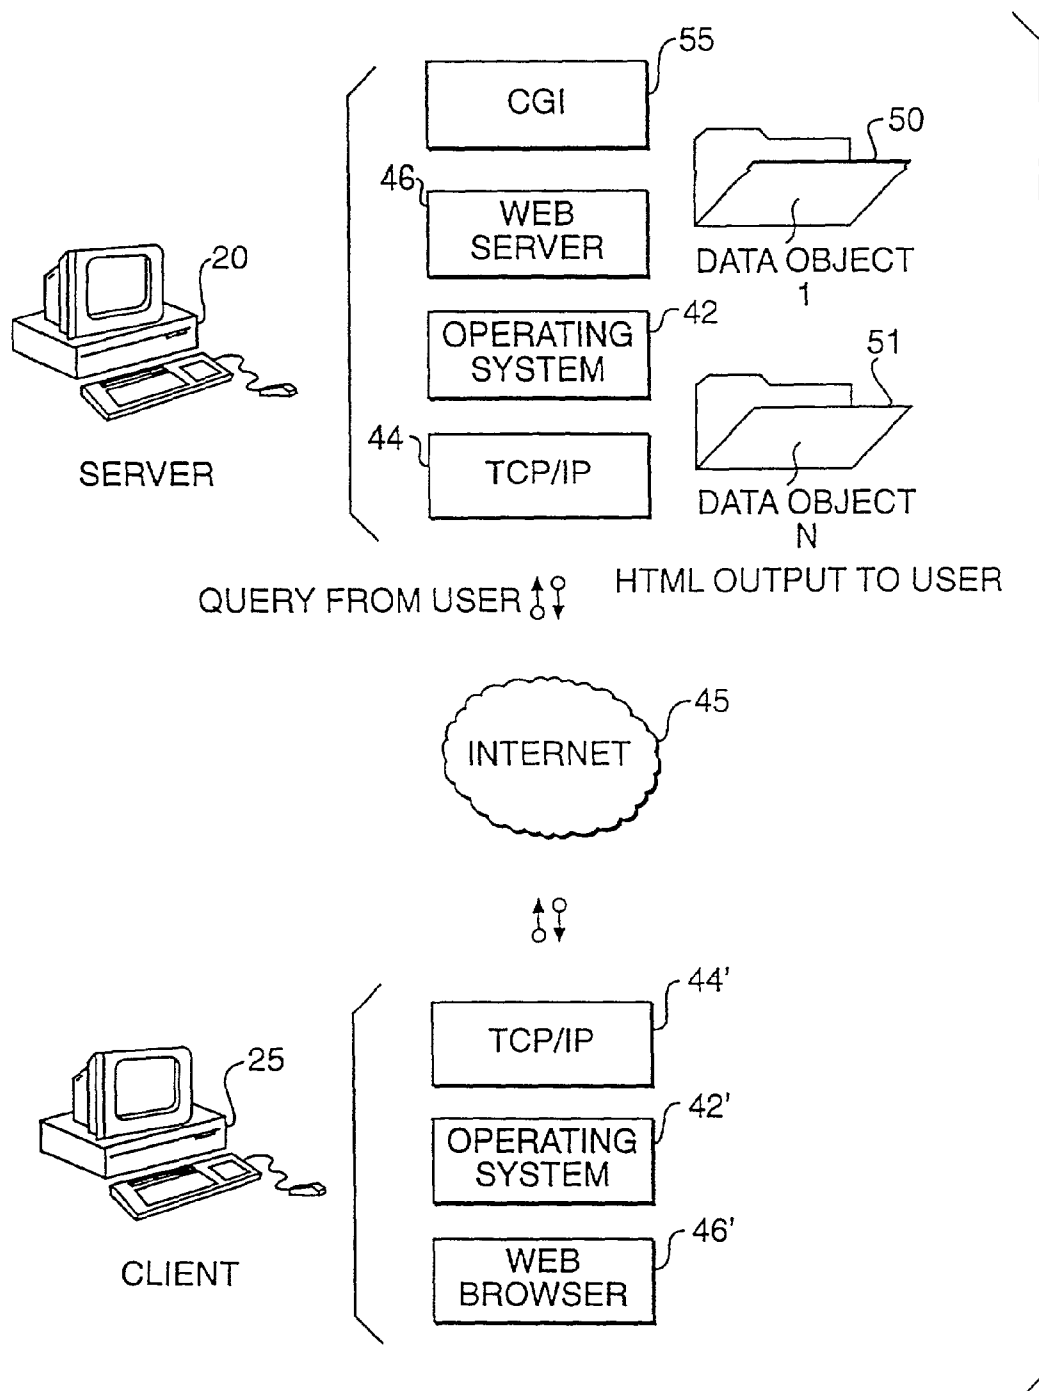 55
CGI
50
46
WEB
SERVER
DATA OBJECT
1
20
42
OPERATING
SYSTEM
51
44
TCP/IP
SERVER
DATA OBJECT
N
HTML OUTPUT TO USER
QUERY FROM USER
45
INTERNET
44'
TCP/IP
25
42'
OPERATING
SYSTEM
46'
WEB
BROWSER
CLIENT